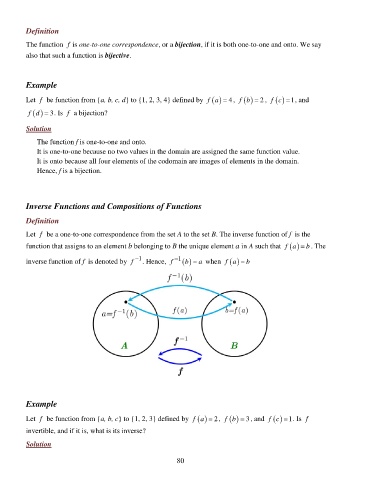 Definition
The function f is one-to-one correspondence, or a bijection, if it is both one-to-one and onto. We say
also that such a function is bijective.
Example
Let f be function from {a, b, c, d} to {1, 2, 3, 4} defined by f(a) = 4, f(b) = 2, f(c) = 1, and
f(d) = 3. Is f a bijection?
Solution
The function f is one-to-one and onto.
It is one-to-one because no two values in the domain are assigned the same function value.
It is onto because all four elements of the codomain are images of elements in the domain.
Hence, f is a bijection.
Inverse Functions and Compositions of Functions
Definition
Let f be a one-to-one correspondence from the set A to the set B. The inverse function of f is the
function that assigns to an element b belonging to B the unique element a in A such that f(a) = b. The
inverse function of f is denoted by f⁻¹. Hence, f⁻¹(b) = a when f(a) = b
f⁻¹(b)
a=f⁻¹(b) f(a) b=f(a)
A f⁻¹ B
f
Example
Let f be function from {a, b, c} to {1, 2, 3} defined by f(a) = 2, f(b) = 3, and f(c) = 1. Is f
invertible, and if it is, what is its inverse?
Solution
80